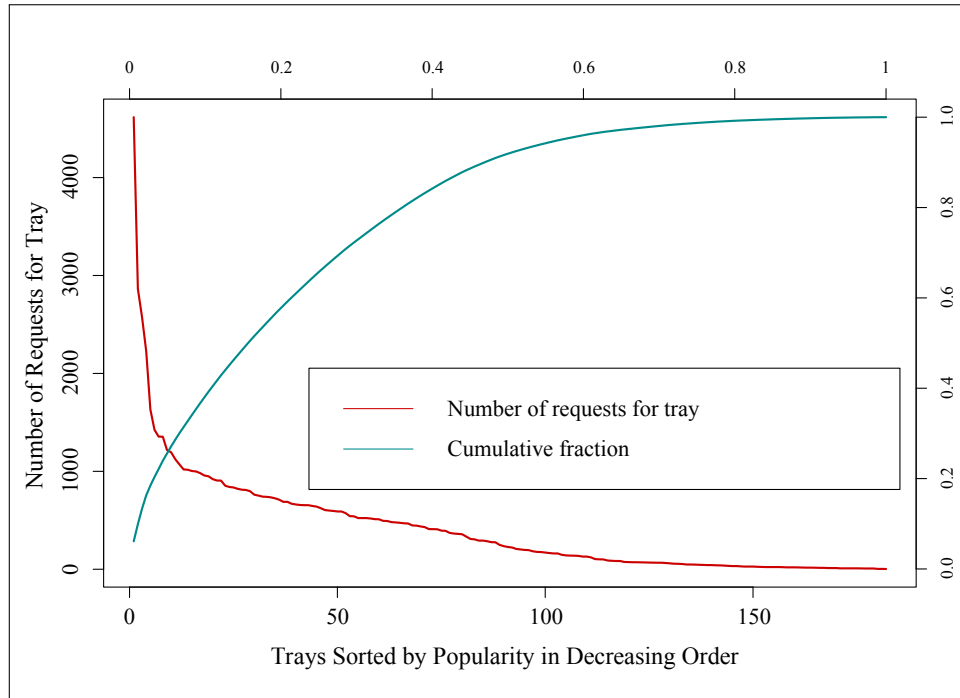 0 0.2 0.4 0.6 0.8 1
Number of Requests for Tray
4000
3000
2000
1000
0
1.0
0.8
0.6
0.4
0.2
0.0
Number of requests for tray
Cumulative fraction
0 50 100 150
Trays Sorted by Popularity in Decreasing Order